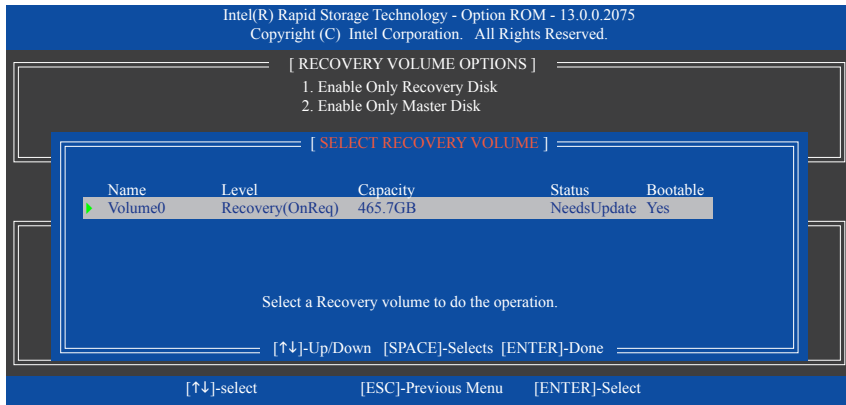 Intel(R) Rapid Storage Technology - Option ROM - 13.0.0.2075
Copyright (C) Intel Corporation. All Rights Reserved.
[ RECOVERY VOLUME OPTIONS ]
1. Enable Only Recovery Disk
2. Enable Only Master Disk
[ SELECT RECOVERY VOLUME ]
Name Level Capacity Status Bootable
Volume0 Recovery(OnReq) 465.7GB NeedsUpdate Yes
Select a Recovery volume to do the operation.
[↑↓]-Up/Down [SPACE]-Selects [ENTER]-Done
[↑↓]-select [ESC]-Previous Menu [ENTER]-Select